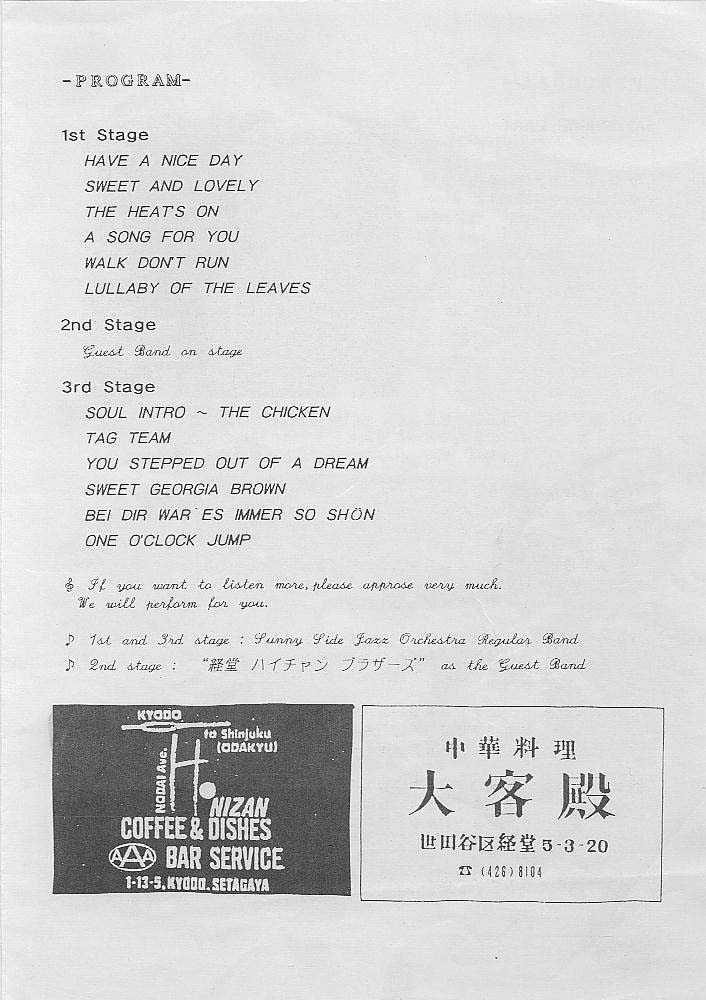 -PROGRAM-
1st Stage
HAVE A NICE DAY
SWEET AND LOVELY
THE HEAT'S ON
A SONG FOR YOU
WALK DON'T RUN
LULLABY OF THE LEAVES
2nd Stage
Guest Band on stage
3rd Stage
SOUL INTRO ~ THE CHICKEN
TAG TEAM
YOU STEPPED OUT OF A DREAM
SWEET GEORGIA BROWN
BEI DIR WAR ES IMMER SO SHÖN
ONE O'CLOCK JUMP
If you want to listen more, please approse very much.
We will perform for you.
♪ 1st and 3rd stage : Sunny Side Jazz Orchestra Regular Band
♪ 2nd stage : “経堂 ハイチャン ブラザーズ” as the Guest Band
KYODO
to Shinjuku
(ODAKYU)
NODAI Ave.
H.
NIZAN
COFFEE & DISHES
AAA BAR SERVICE
1-13-5, KYODO. SETAGAYA
中華料理
大客殿
世田谷区経堂5-3-20
☎ (426) 8104